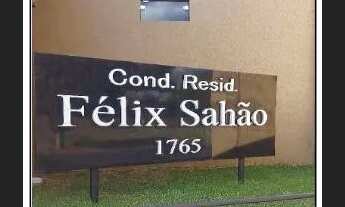 Cond. Resid.
Félix Sahão
1765